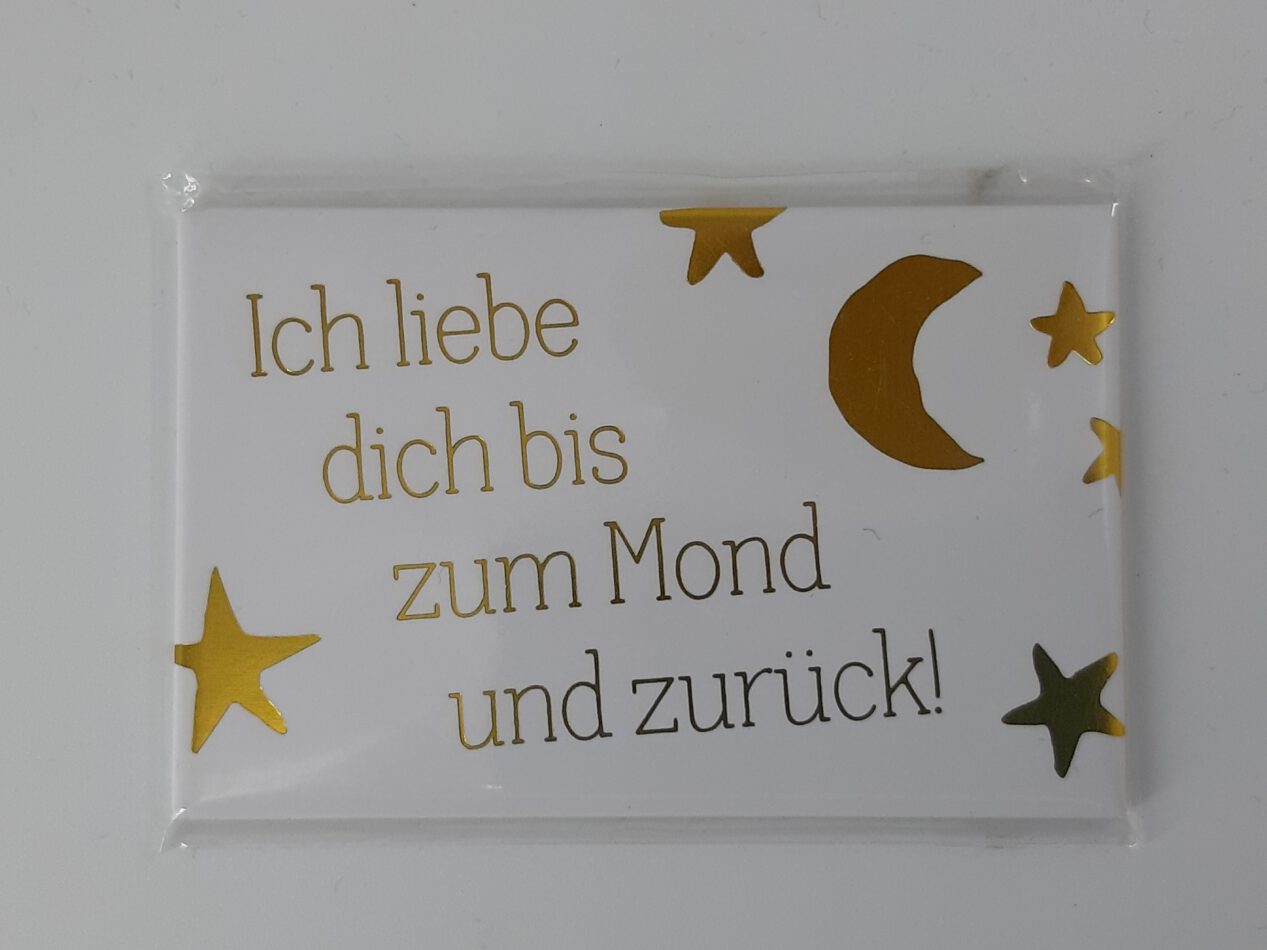 Ich liebe
dich bis
zum Mond
und zurück!